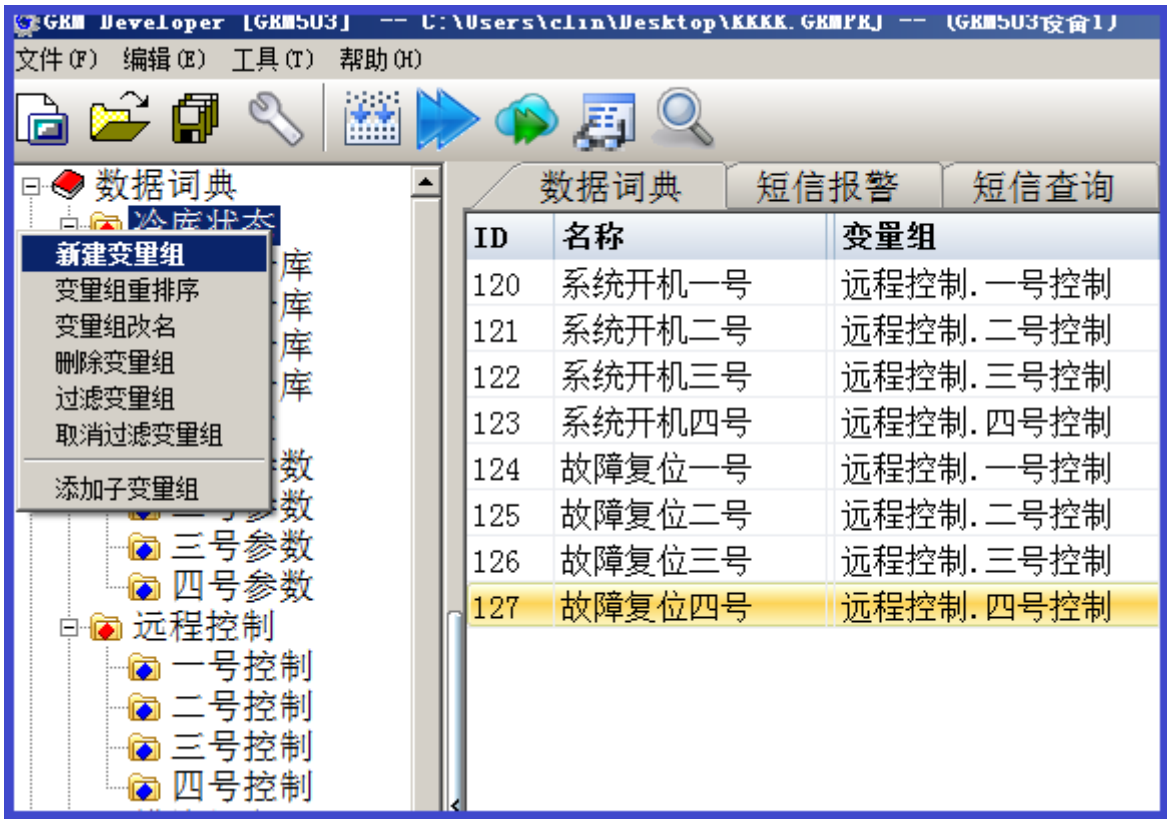 GRM Developer [GRM503] -- C:\Users\clin\Desktop\KKKK.GRMPRJ -- (GRM503设备1)
文件(F) 编辑(E) 工具(T) 帮助(H)
数据词典
冷库状态
新建变量组
变量组重排序
变量组改名
删除变量组
过滤变量组
取消过滤变量组
添加子变量组
库
库
库
库
参数
二号参数
三号参数
四号参数
远程控制
一号控制
二号控制
三号控制
四号控制
数据词典 短信报警 短信查询
ID 名称 变量组
120 系统开机一号 远程控制.一号控制
121 系统开机二号 远程控制.二号控制
122 系统开机三号 远程控制.三号控制
123 系统开机四号 远程控制.四号控制
124 故障复位一号 远程控制.一号控制
125 故障复位二号 远程控制.二号控制
126 故障复位三号 远程控制.三号控制
127 故障复位四号 远程控制.四号控制